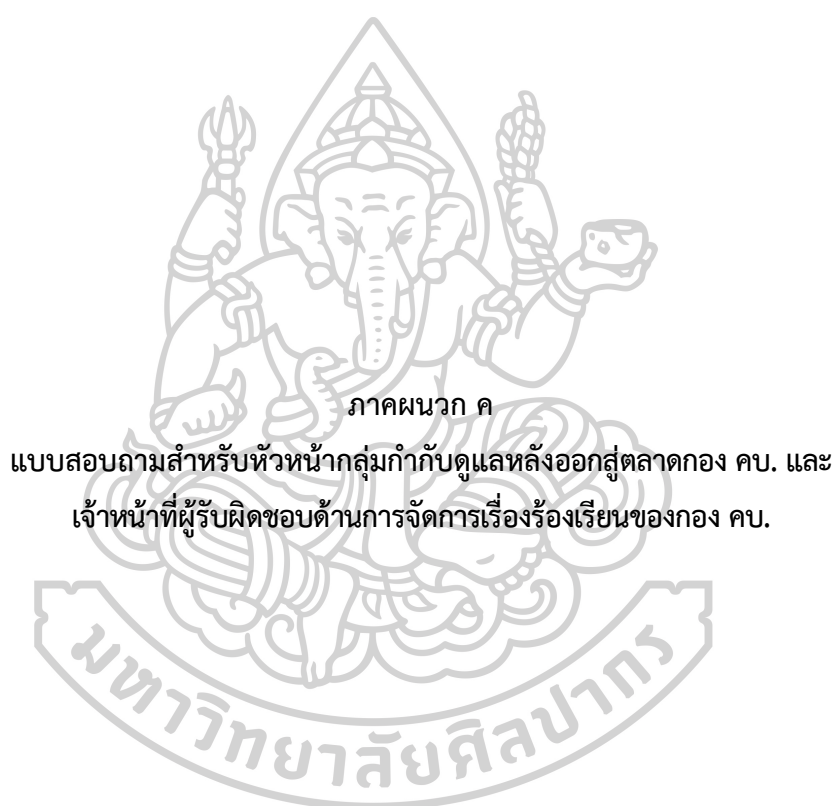 ภาคผนวก ค
แบบสอบถามสำหรับหัวหน้ากลุ่มกำกับดูแลหลังออกสู่ตลาดกอง คบ. และ
เจ้าหน้าที่ผู้รับผิดชอบด้านการจัดการเรื่องร้องเรียนของกอง คบ.
มหาวิทยาลัยศิลปากร